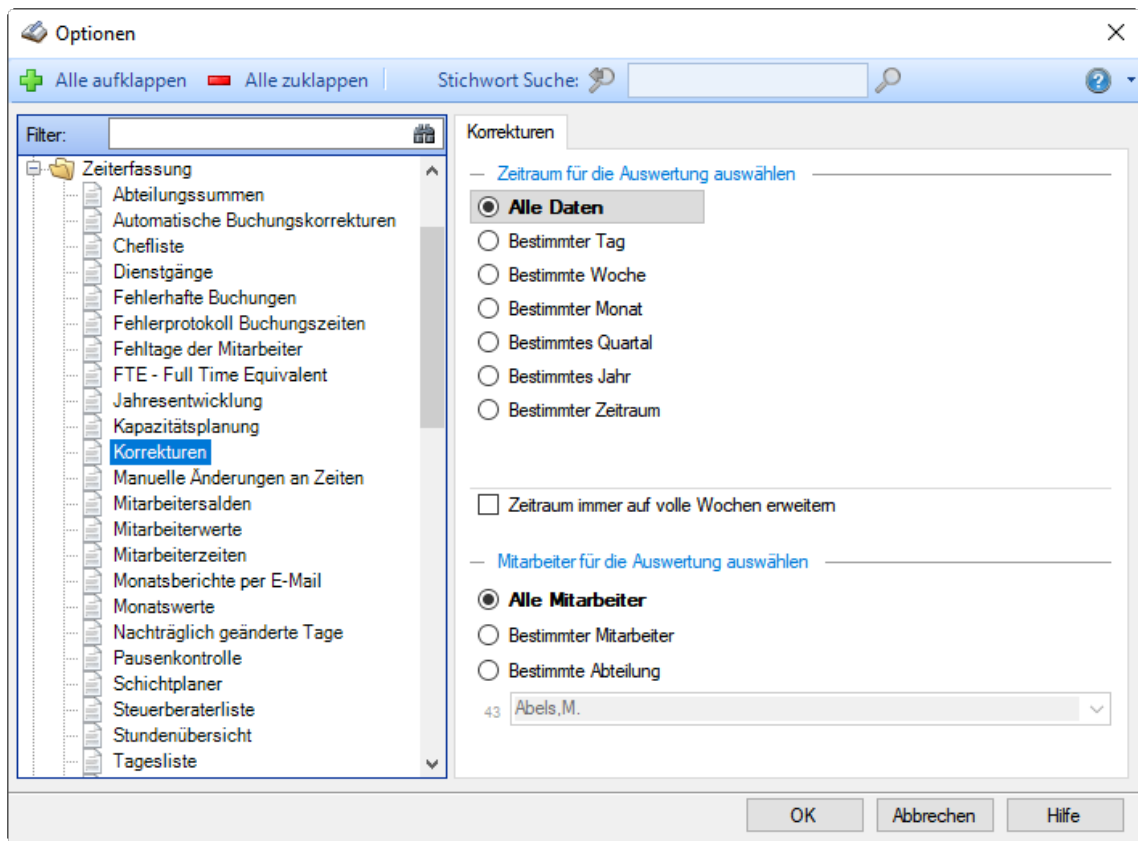 Optionen
Alle aufklappen Alle zuklappen Stichwort Suche:
Filter:
Zeiterfassung
Abteilungssummen
Automatische Buchungskorrekturen
Chefliste
Dienstgänge
Fehlerhafte Buchungen
Fehlerprotokoll Buchungszeiten
Fehltage der Mitarbeiter
FTE - Full Time Equivalent
Jahresentwicklung
Kapazitätsplanung
Korrekturen
Manuelle Änderungen an Zeiten
Mitarbeitersalden
Mitarbeiterwerte
Mitarbeiterzeiten
Monatsberichte per E-Mail
Monatswerte
Nachträglich geänderte Tage
Pausenkontrolle
Schichtplaner
Steuerberaterliste
Stundenübersicht
Tagesliste
Korrekturen
Zeitraum für die Auswertung auswählen
Alle Daten
Bestimmter Tag
Bestimmte Woche
Bestimmter Monat
Bestimmtes Quartal
Bestimmtes Jahr
Bestimmter Zeitraum
Zeitraum immer auf volle Wochen erweitern
Mitarbeiter für die Auswertung auswählen
Alle Mitarbeiter
Bestimmter Mitarbeiter
Bestimmte Abteilung
43 Abels,M.
OK Abbrechen Hilfe